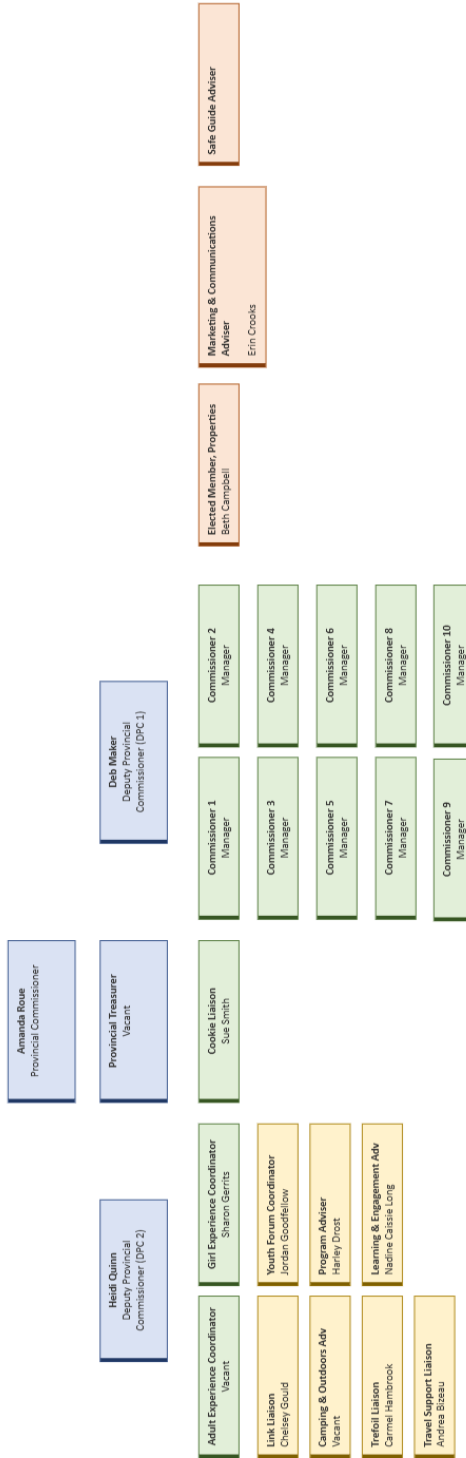 Amanda Roue
Provincial Commissioner
Heidi Quinn
Deputy Provincial
Commissioner (DPC 2)
Provincial Treasurer
Vacant
Deb Maker
Deputy Provincial
Commissioner (DPC 1)
Adult Experience Coordinator
Vacant
Girl Experience Coordinator
Sharon Gerrits
Cookie Liaison
Sue Smith
Commissioner 1
Manager
Commissioner 2
Manager
Elected Member, Properties
Beth Campbell
Marketing & Communications
Adviser
Erin Crooks
Safe Guide Adviser
Link Liaison
Chelsey Gould
Youth Forum Coordinator
Jordan Goodfellow
Commissioner 3
Manager
Commissioner 4
Manager
Camping & Outdoors Adv
Vacant
Program Adviser
Harley Drost
Commissioner 5
Manager
Commissioner 6
Manager
Trefoil Liaison
Carmel Hambrook
Learning & Engagement Adv
Nadine Caissie Long
Commissioner 7
Manager
Commissioner 8
Manager
Travel Support Liaison
Andrea Bizeau
Commissioner 9
Manager
Commissioner 10
Manager